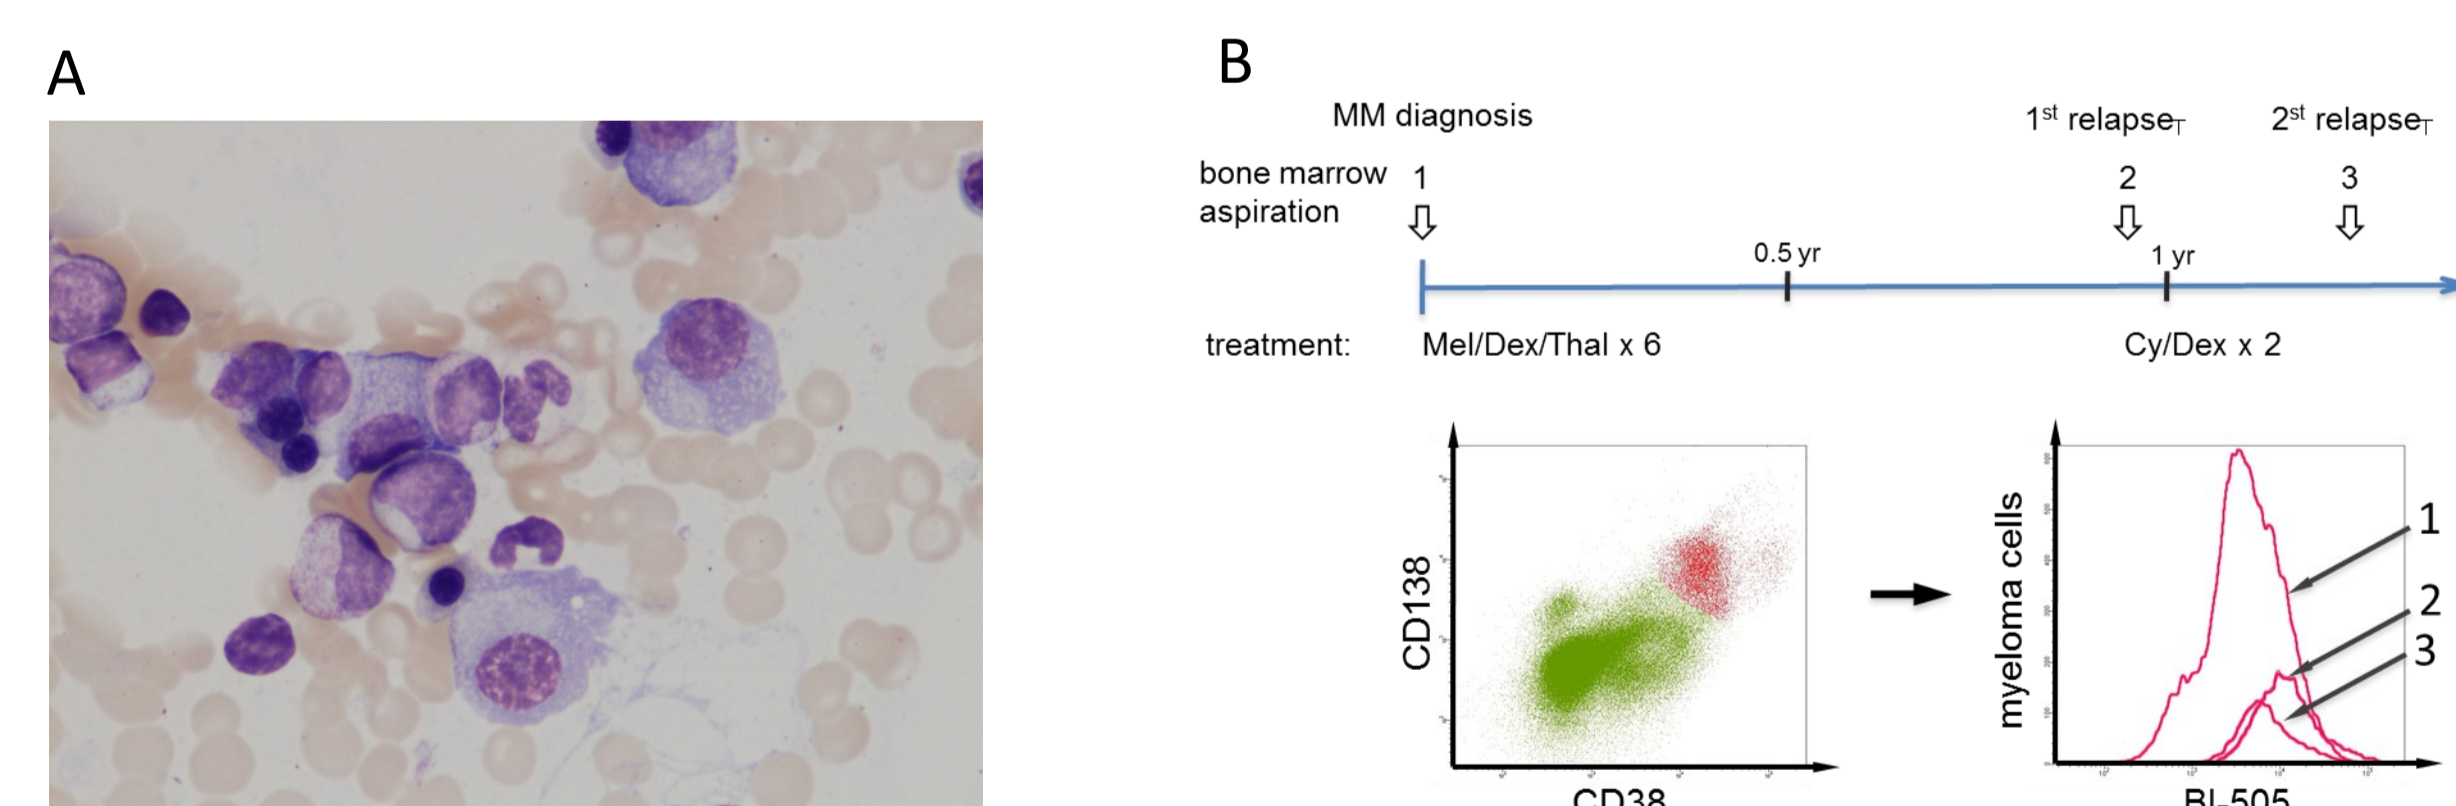 A
B
MM diagnosis
1st relapseT
2st relapseT
bone marrow
aspiration
1
2
3
0.5 yr
1 yr
treatment:
Mel/Dex/Thal x 6
Cy/Dex x 2
CD138
CD38
myeloma cells
1
2
3
BI-505